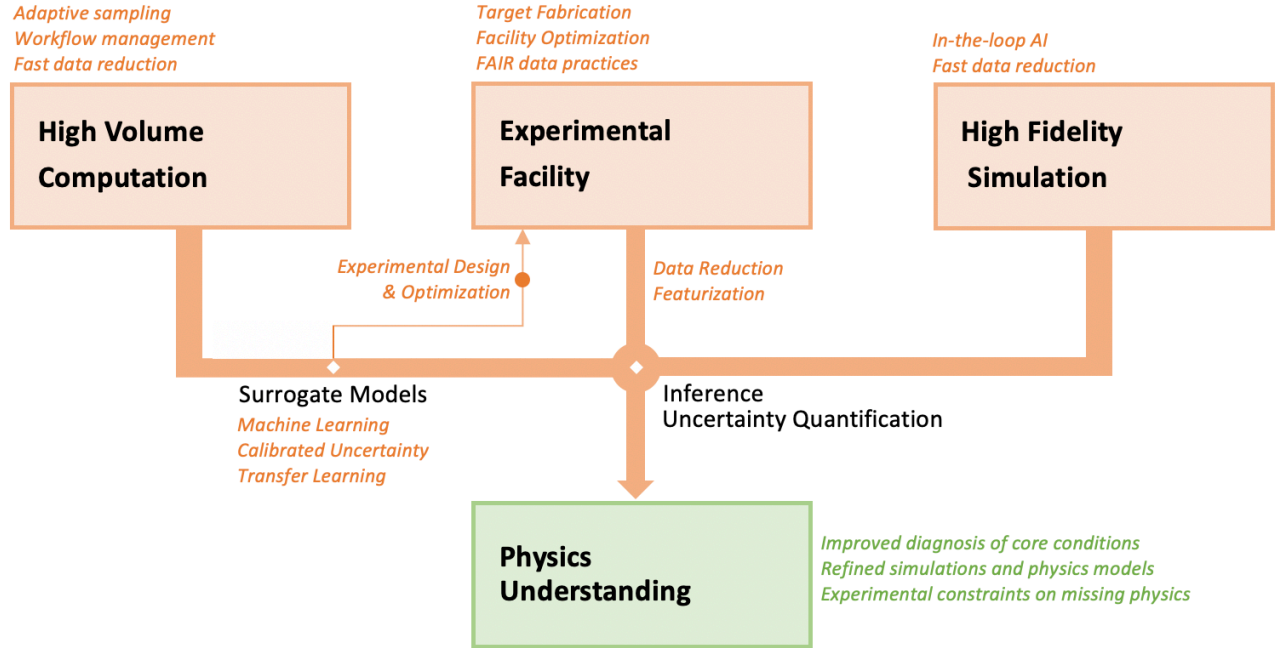 Adaptive sampling
Workflow management
Fast data reduction
Target Fabrication
Facility Optimization
FAIR data practices
In-the-loop AI
Fast data reduction
High Volume
Computation
Experimental
Facility
High Fidelity
Simulation
Experimental Design
& Optimization
Data Reduction
Featurization
Surrogate Models
Machine Learning
Calibrated Uncertainty
Transfer Learning
Inference
Uncertainty Quantification
Physics
Understanding
Improved diagnosis of core conditions
Refined simulations and physics models
Experimental constraints on missing physics